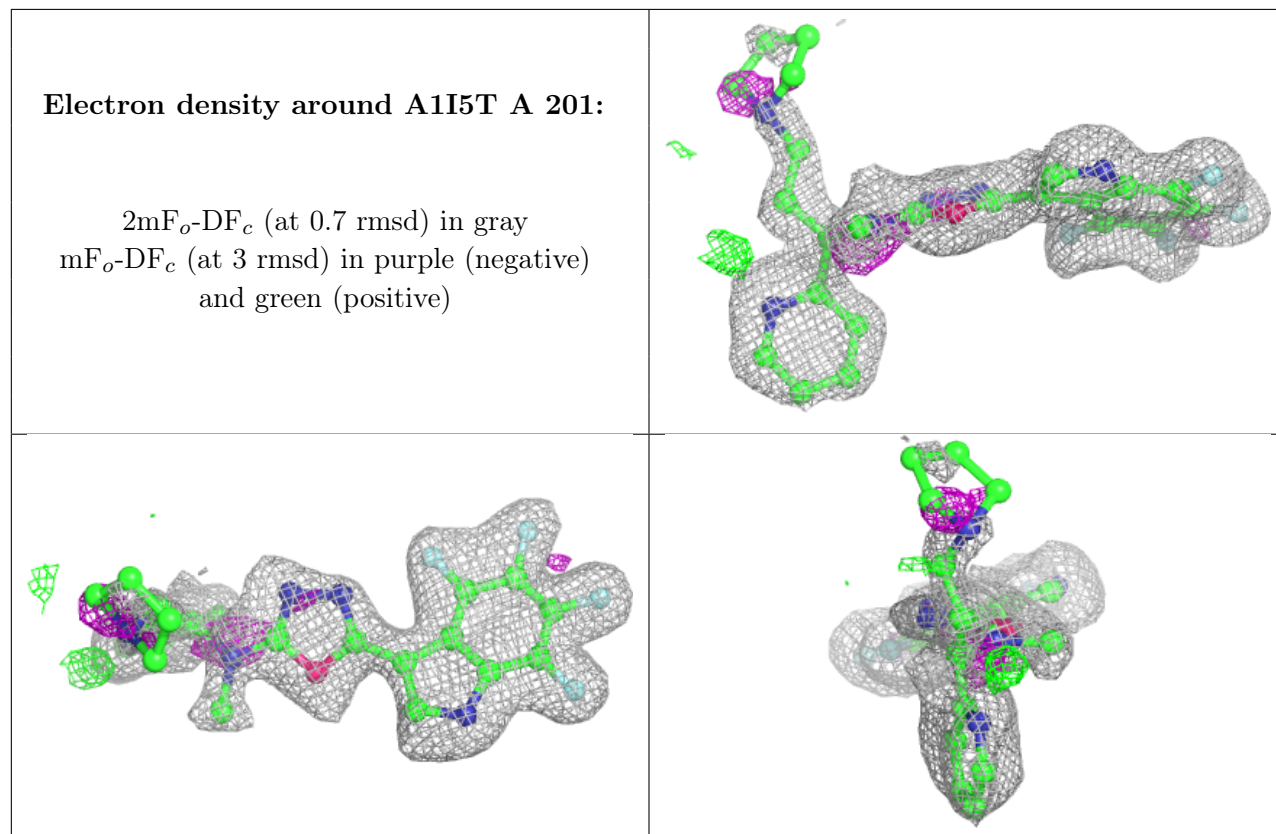 Electron density around A1I5T A 201:
2mFo-DFc (at 0.7 rmsd) in gray
mFo-DFc (at 3 rmsd) in purple (negative)
and green (positive)